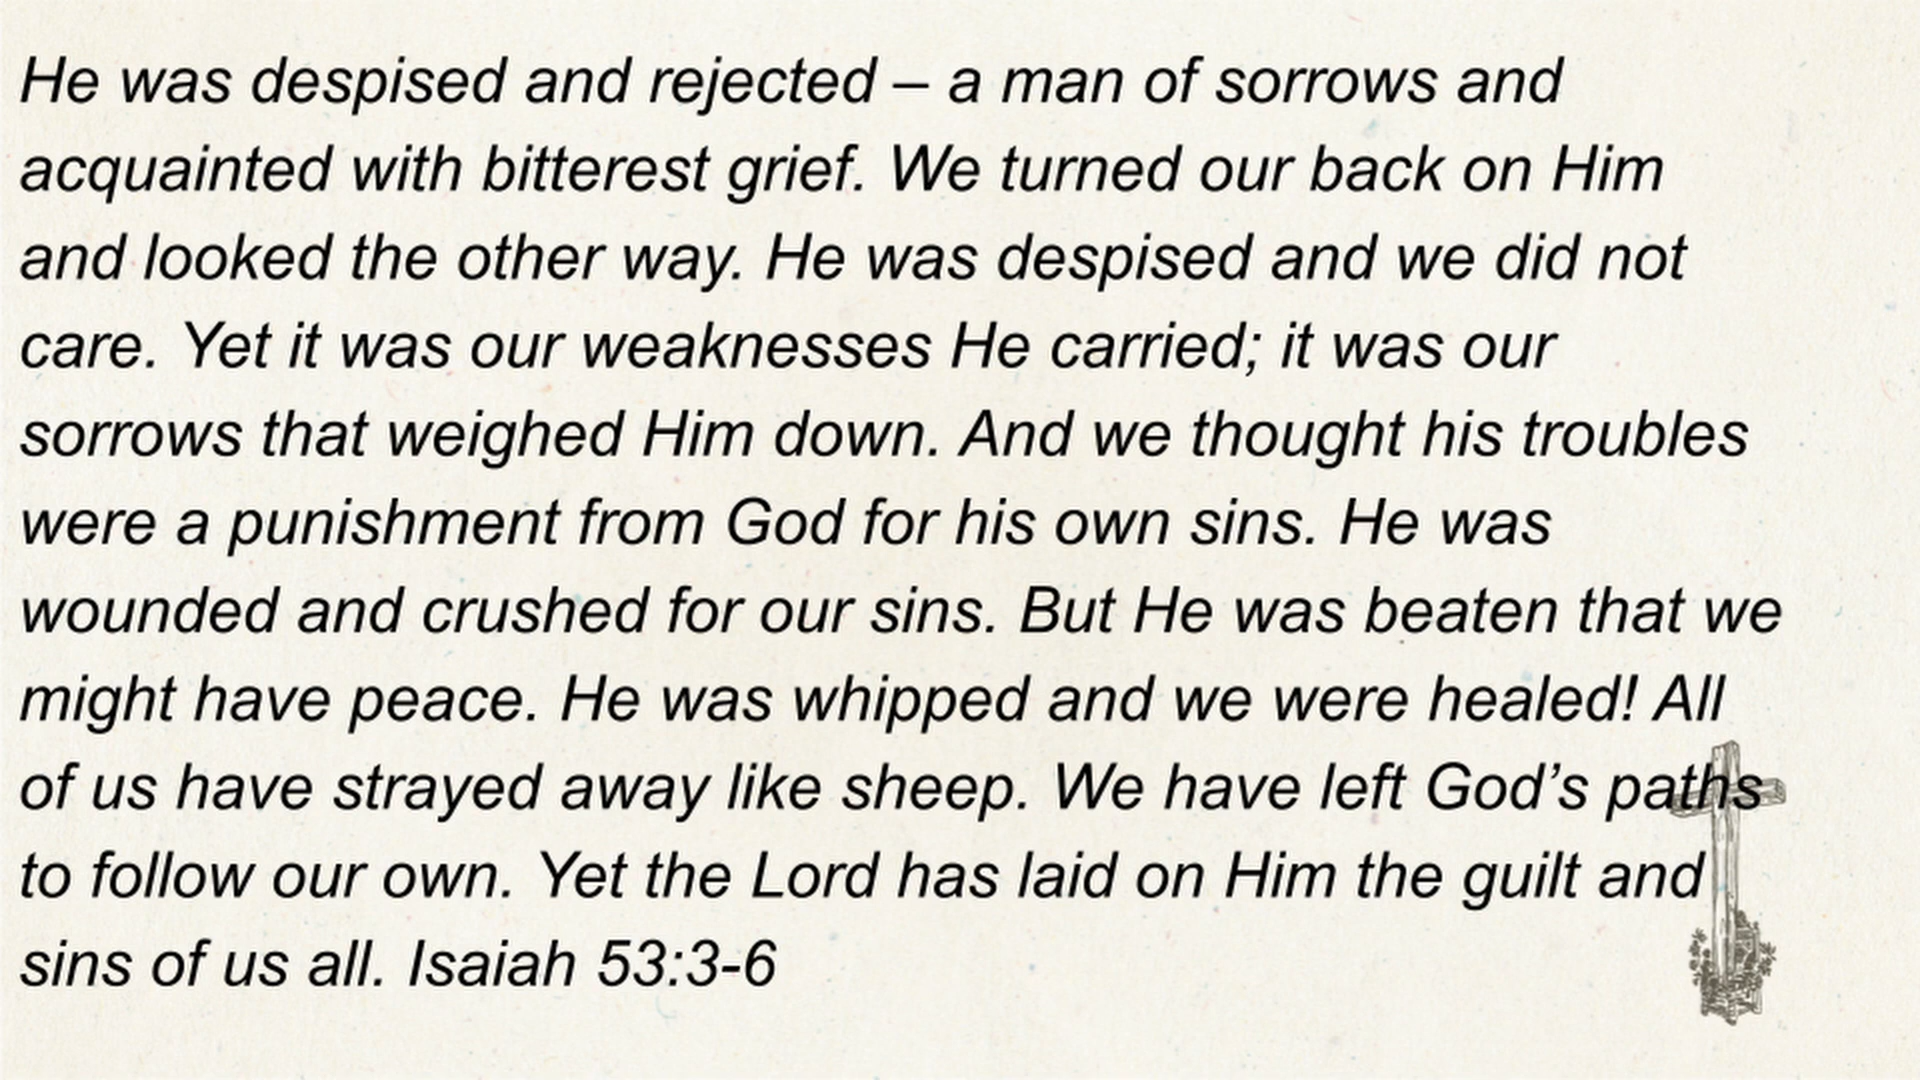 He was despised and rejected – a man of sorrows and
acquainted with bitterest grief. We turned our back on Him
and looked the other way. He was despised and we did not
care. Yet it was our weaknesses He carried; it was our
sorrows that weighed Him down. And we thought his troubles
were a punishment from God for his own sins. He was
wounded and crushed for our sins. But He was beaten that we
might have peace. He was whipped and we were healed! All
of us have strayed away like sheep. We have left God’s paths
to follow our own. Yet the Lord has laid on Him the guilt and
sins of us all. Isaiah 53:3-6